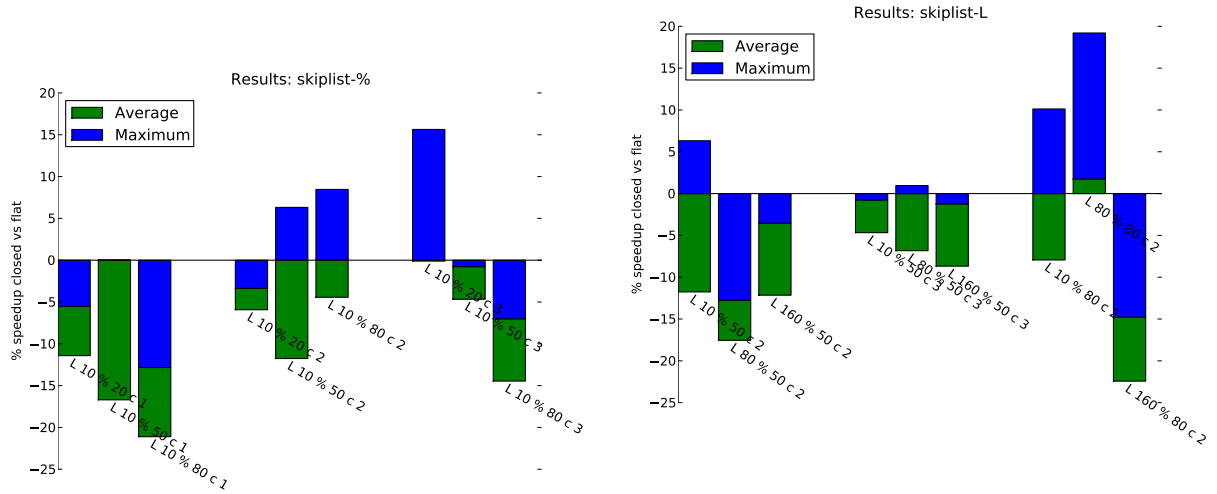 Results: skiplist-%
Average
Maximum
% speedup closed vs flat
20
15
10
5
0
−5
−10
−15
−20
−25
L 10 % 20 c 1
L 10 % 50 c 1
L 10 % 80 c 1
L 10 % 20 c 2
L 10 % 50 c 2
L 10 % 80 c 2
L 10 % 20 c 3
L 10 % 50 c 3
L 10 % 80 c 3
Results: skiplist-L
Average
Maximum
% speedup closed vs flat
20
15
10
5
0
−5
−10
−15
−20
−25
L 10 % 50 c 2
L 80 % 50 c 2
L 160 % 50 c 2
L 10 % 50 c 3
L 80 % 50 c 3
L 160 % 50 c 3
L 10 % 80 c 2
L 80 % 80 c 2
L 160 % 80 c 2